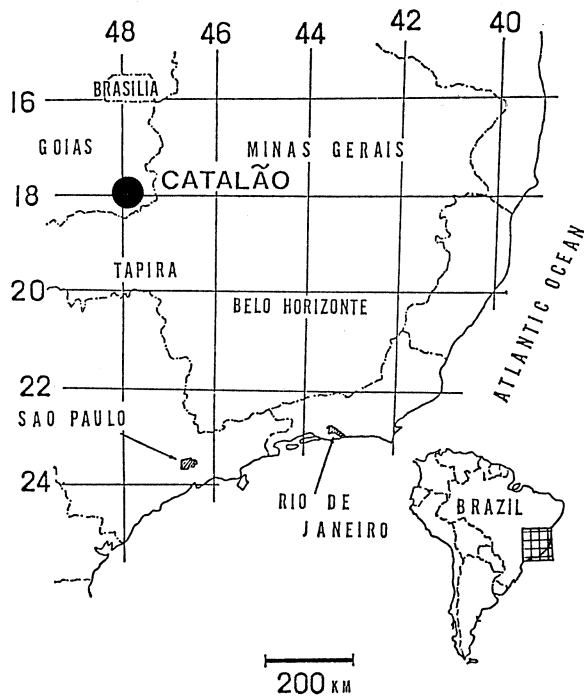 48 46 44 42 40
BRASILIA
16
GOIAS
MINAS GERAIS
CATALÃO
18
TAPIRA
20
BELO HORIZONTE
ATLANTIC OCEAN
22
SAO PAULO
24
RIO DE
JANEIRO
BRAZIL
200 KM